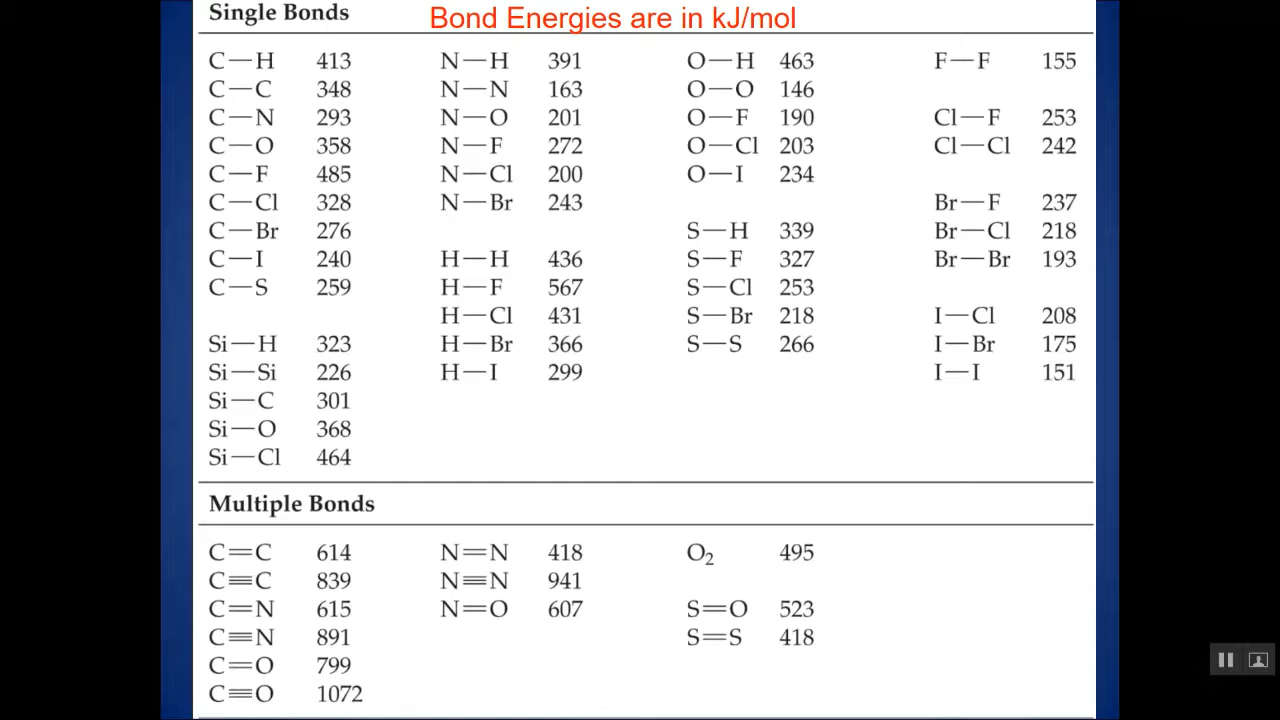 Single Bonds Bond Energies are in kJ/mol
C—H 413 N—H 391 O—H 463 F—F 155
C—C 348 N—N 163 O—O 146
C—N 293 N—O 201 O—F 190 Cl—F 253
C—O 358 N—F 272 O—Cl 203 Cl—Cl 242
C—F 485 N—Cl 200 O—I 234
C—Cl 328 N—Br 243 Br—F 237
C—Br 276 S—H 339 Br—Cl 218
C—I 240 H—H 436 S—F 327 Br—Br 193
C—S 259 H—F 567 S—Cl 253
H—Cl 431 S—Br 218 I—Cl 208
Si—H 323 H—Br 366 S—S 266 I—Br 175
Si—Si 226 H—I 299 I—I 151
Si—C 301
Si—O 368
Si—Cl 464
Multiple Bonds
C=C 614 N=N 418 O₂ 495
C≡C 839 N≡N 941
C=N 615 N=O 607 S=O 523
C≡N 891 S=S 418
C=O 799
C≡O 1072